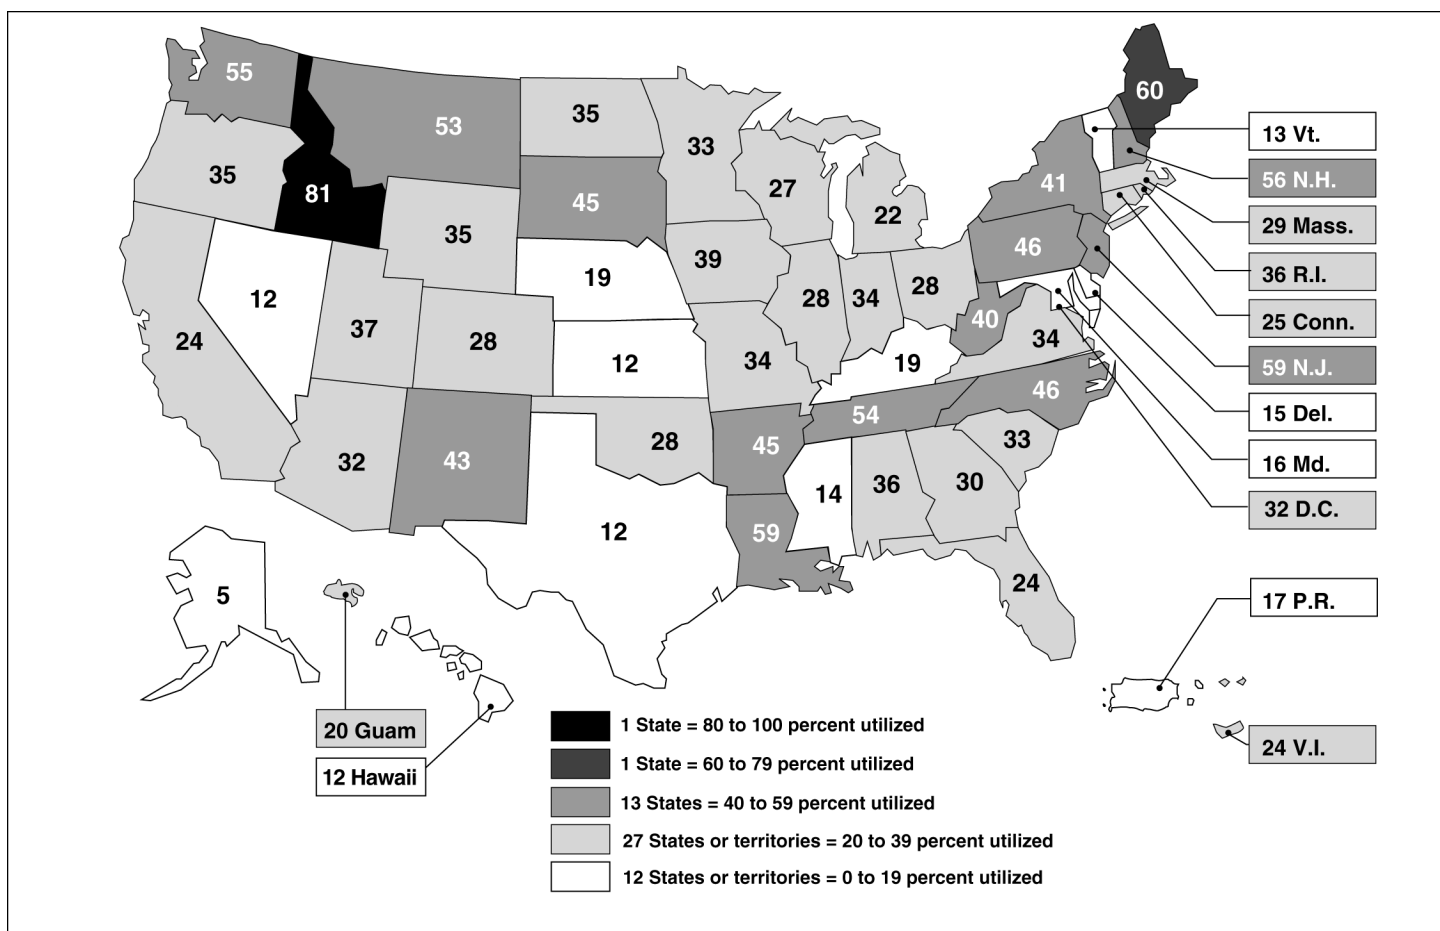 55
53
35
33
60
13 Vt.
35
81
45
27
22
41
56 N.H.
29 Mass.
35
39
46
36 R.I.
12
19
28
34
28
40
25 Conn.
24
37
28
34
34
59 N.J.
12
19
46
15 Del.
54
32
43
28
45
33
16 Md.
14
36
30
32 D.C.
12
59
24
5
17 P.R.
20 Guam
12 Hawaii
24 V.I.
1 State = 80 to 100 percent utilized
1 State = 60 to 79 percent utilized
13 States = 40 to 59 percent utilized
27 States or territories = 20 to 39 percent utilized
12 States or territories = 0 to 19 percent utilized